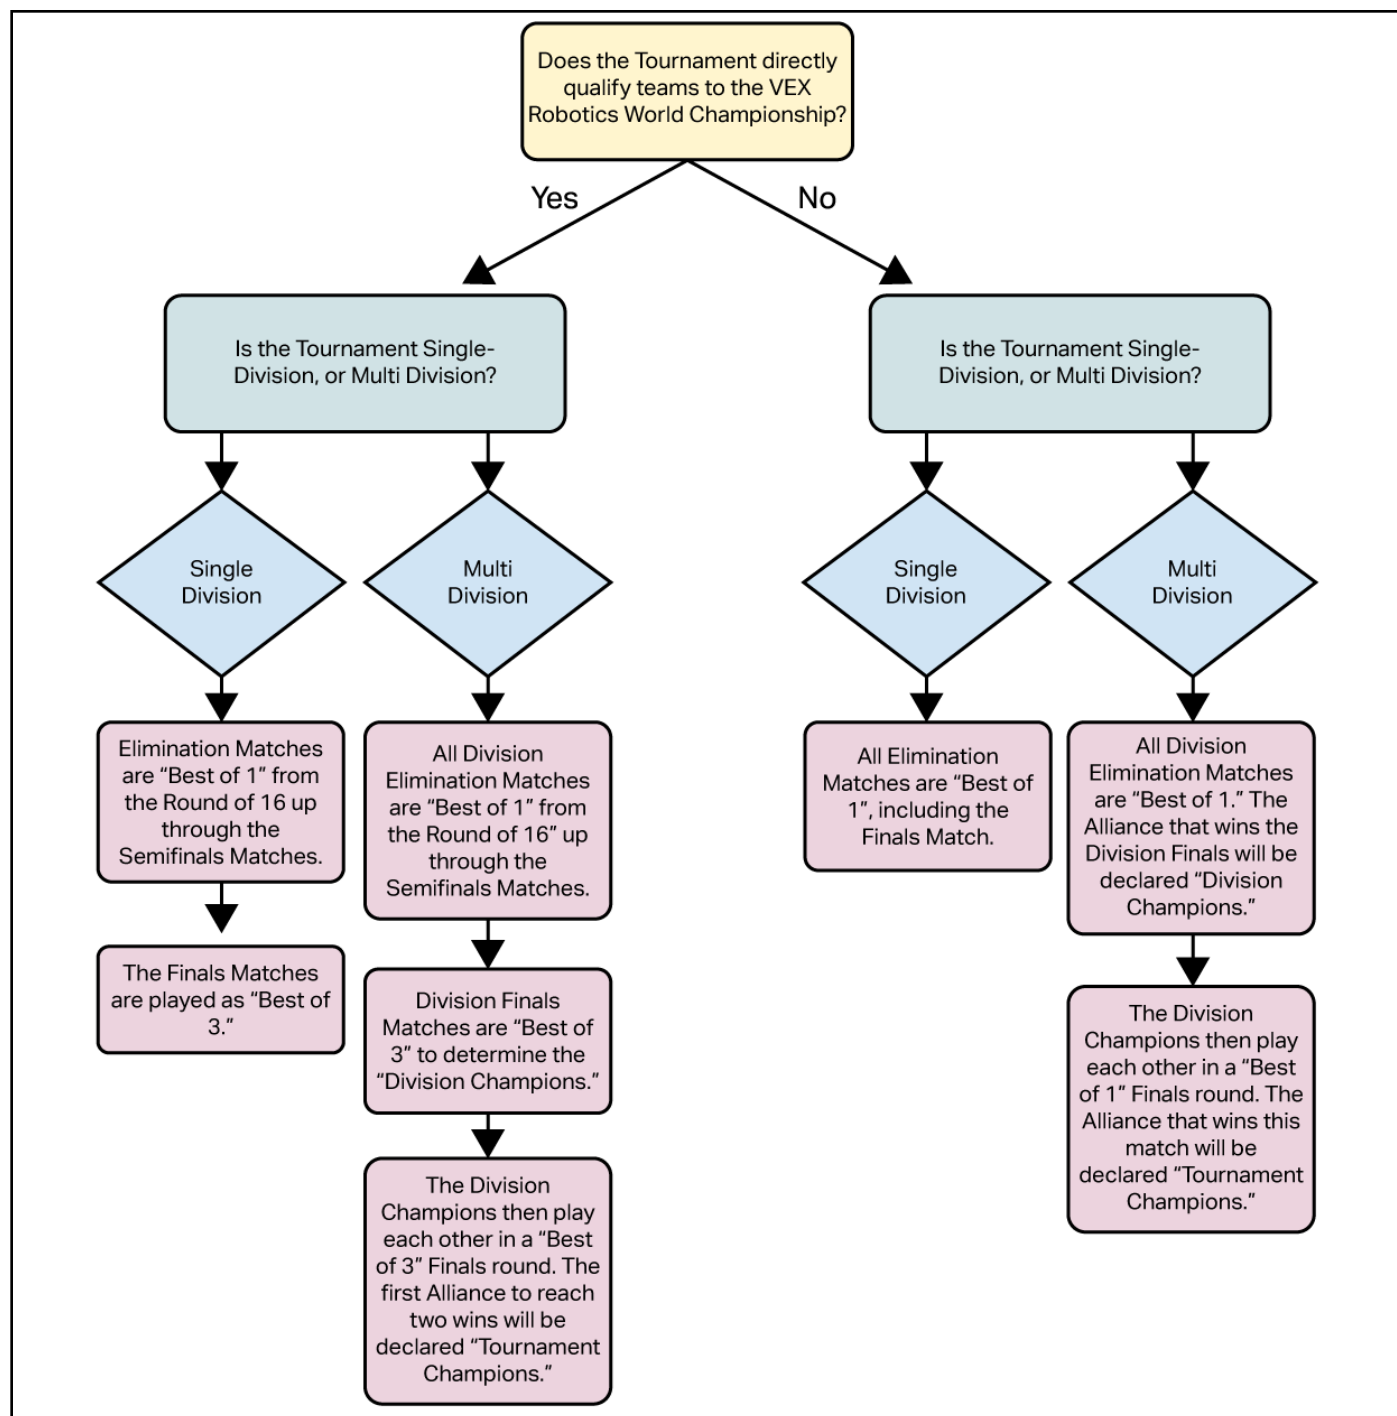 Does the Tournament directly
qualify teams to the VEX
Robotics World Championship?
Yes
No
Is the Tournament Single-
Division, or Multi Division?
Is the Tournament Single-
Division, or Multi Division?
Single
Division
Multi
Division
Single
Division
Multi
Division
Elimination Matches
are “Best of 1” from
the Round of 16 up
through the
Semifinals Matches.
The Finals Matches
are played as “Best of
3.”
All Division
Elimination Matches
are “Best of 1” from
the Round of 16” up
through the
Semifinals Matches.
Division Finals
Matches are “Best of
3” to determine the
“Division Champions.”
The Division
Champions then play
each other in a “Best
of 3” Finals round. The
first Alliance to reach
two wins will be
declared “Tournament
Champions.”
All Elimination
Matches are “Best of
1”, including the
Finals Match.
All Division
Elimination Matches
are “Best of 1.” The
Alliance that wins the
Division Finals will be
declared “Division
Champions.”
The Division
Champions then play
each other in a “Best
of 1” Finals round. The
Alliance that wins this
match will be
declared “Tournament
Champions.”